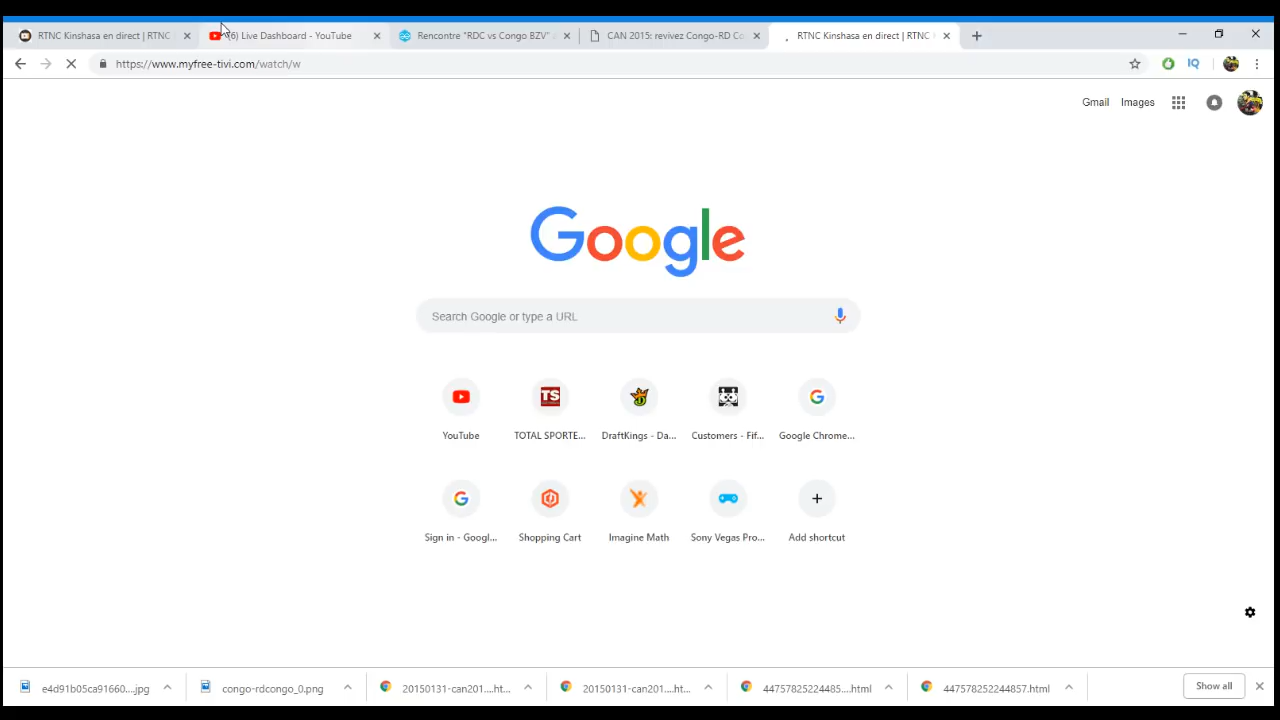 RTNC Kinshasa en direct | RTNC
(6) Live Dashboard - YouTube
Rencontre "RDC vs Congo BZV"
CAN 2015: revivez Congo-RD Co
RTNC Kinshasa en direct | RTNC
https://www.myfree-tivi.com/watch/w
IQ
Gmail
Images
Google
Search Google or type a URL
TS
YouTube
TOTAL SPORTE...
DraftKings - Da...
Customers - Fif...
Google Chrome...
Sign in - Googl...
Shopping Cart
Imagine Math
Sony Vegas Pro...
Add shortcut
e4d91b05ca91660....jpg
congo-rdcongo_0.png
20150131-can201....ht...
20150131-can201....ht...
44757825224485....html
447578252244857.html
Show all